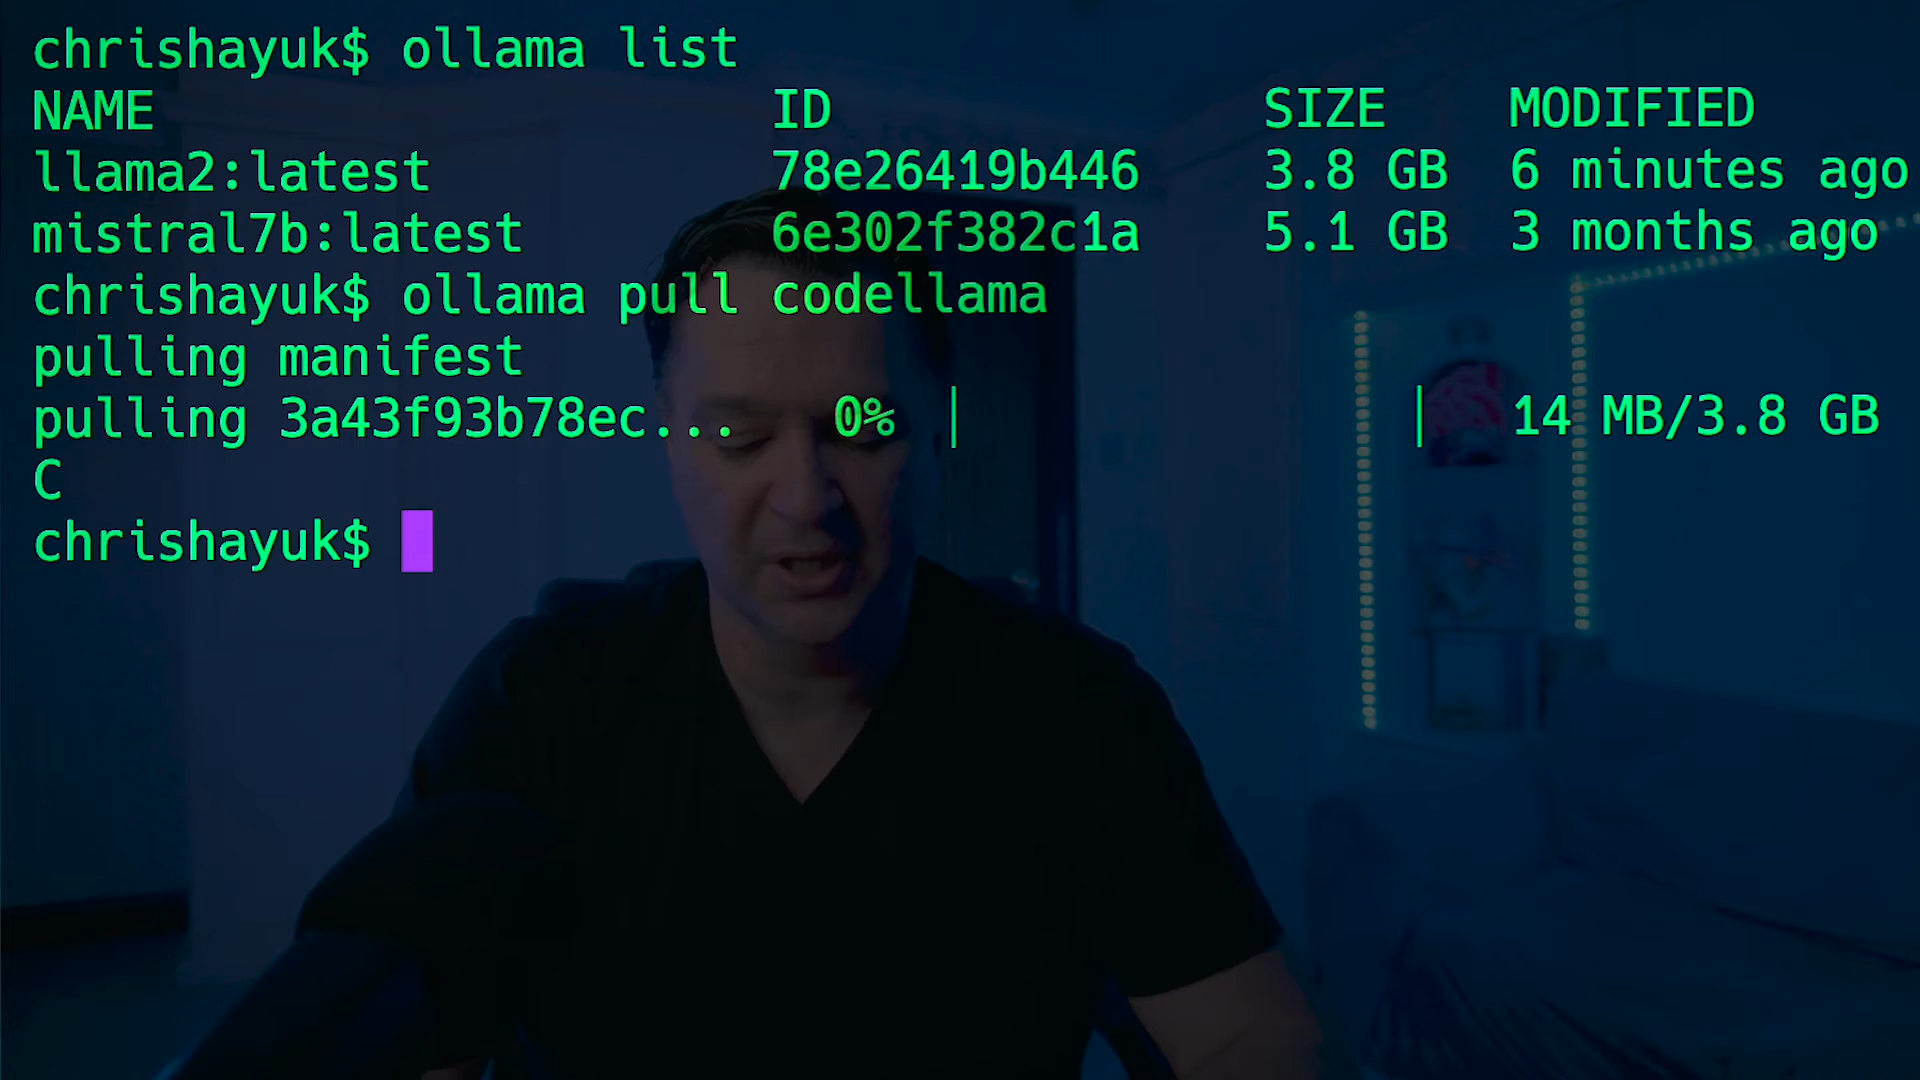 chrishayuk$ ollama list
NAME ID SIZE MODIFIED
llama2:latest 78e26419b446 3.8 GB 6 minutes ago
mistral7b:latest 6e302f382c1a 5.1 GB 3 months ago
chrishayuk$ ollama pull codellama
pulling manifest
pulling 3a43f93b78ec... 0% | | 14 MB/3.8 GB
C
chrishayuk$